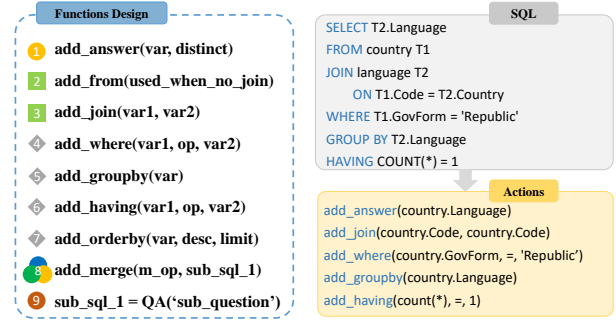 Functions Design
1 add_answer(var, distinct)
2 add_from(used_when_no_join)
3 add_join(var1, var2)
4 add_where(var1, op, var2)
5 add_groupby(var)
6 add_having(var1, op, var2)
7 add_orderby(var, desc, limit)
8 add_merge(m_op, sub_sql_1)
9 sub_sql_1 = QA(‘sub_question’)
SQL
SELECT T2.Language
FROM country T1
JOIN language T2
ON T1.Code = T2.Country
WHERE T1.GovForm = 'Republic'
GROUP BY T2.Language
HAVING COUNT(*) = 1
Actions
add_answer(country.Language)
add_join(country.Code, country.Code)
add_where(country.GovForm, =, 'Republic’)
add_groupby(country.Language)
add_having(count(*), =, 1)